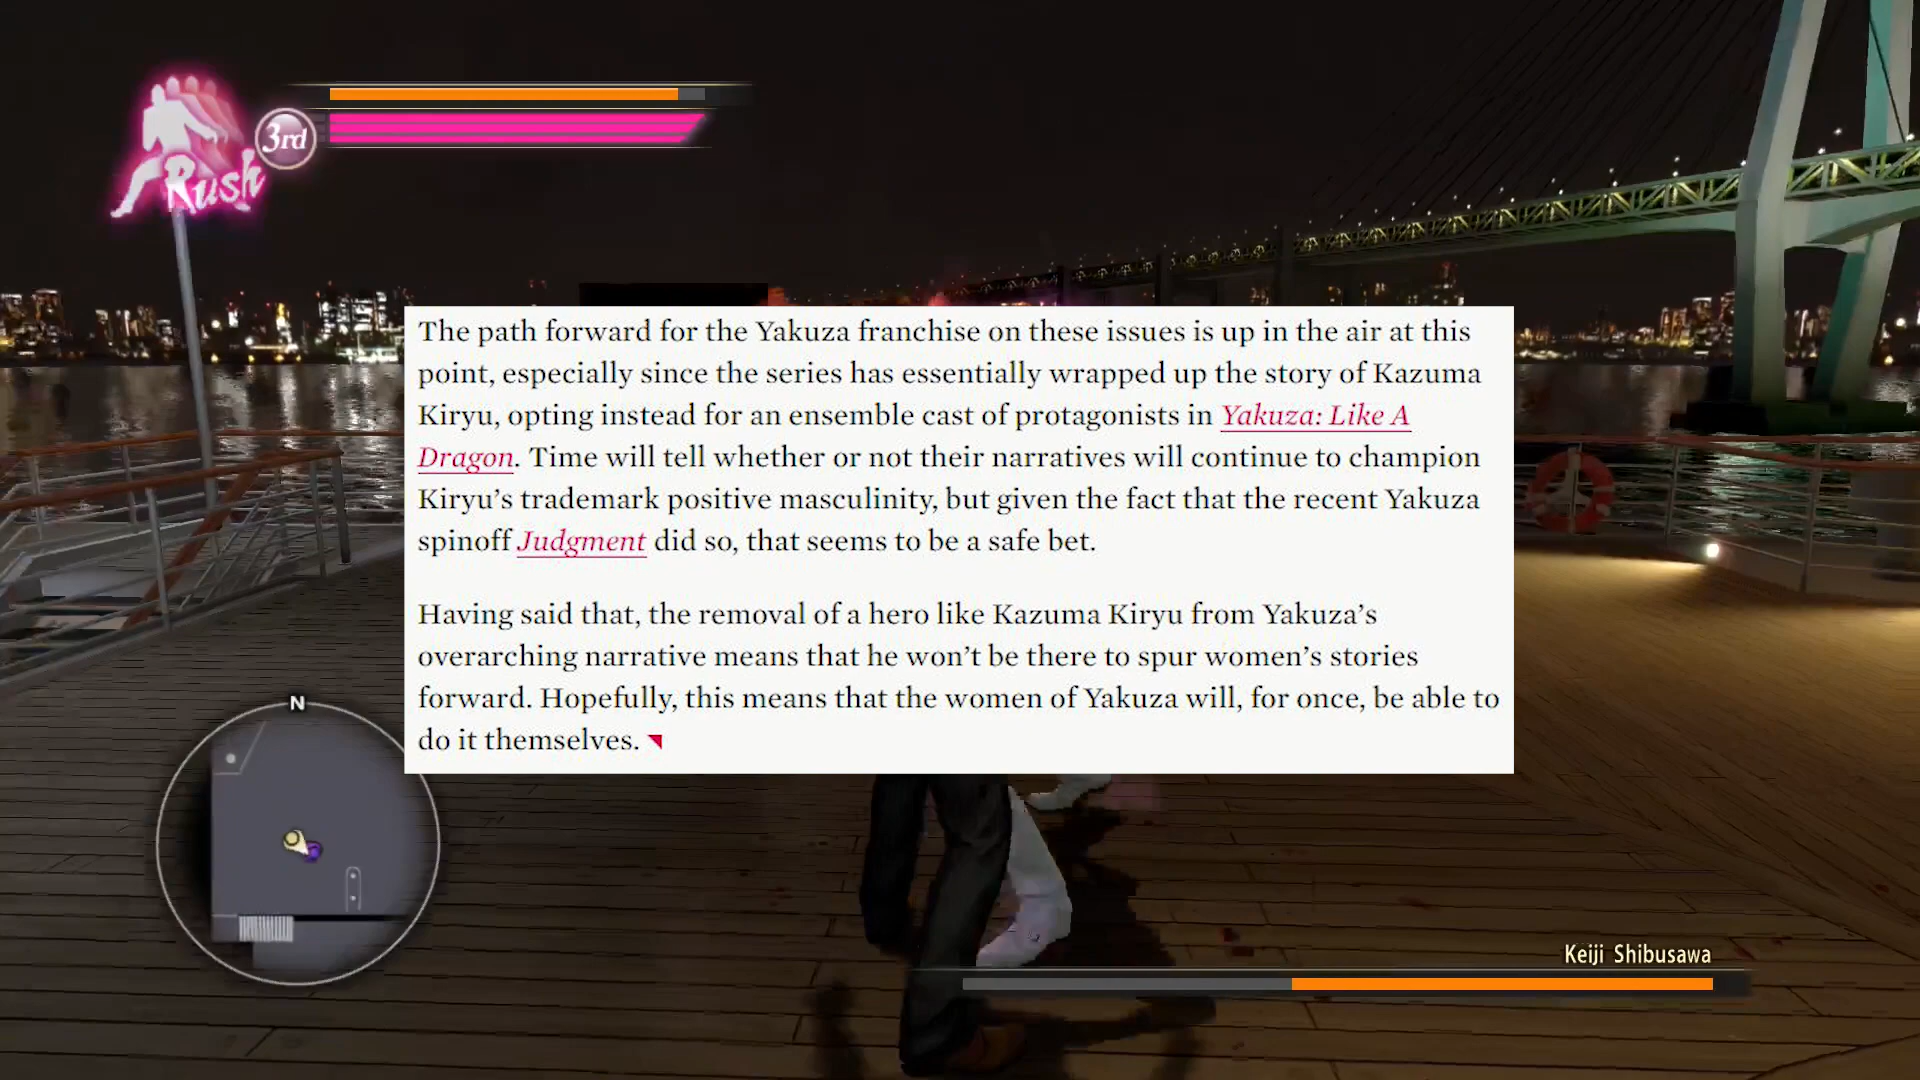 3rd
Rush
The path forward for the Yakuza franchise on these issues is up in the air at this
point, especially since the series has essentially wrapped up the story of Kazuma
Kiryu, opting instead for an ensemble cast of protagonists in Yakuza: Like A
Dragon. Time will tell whether or not their narratives will continue to champion
Kiryu’s trademark positive masculinity, but given the fact that the recent Yakuza
spinoff Judgment did so, that seems to be a safe bet.
Having said that, the removal of a hero like Kazuma Kiryu from Yakuza’s
overarching narrative means that he won’t be there to spur women’s stories
forward. Hopefully, this means that the women of Yakuza will, for once, be able to
do it themselves.
N
Keiji Shibusawa